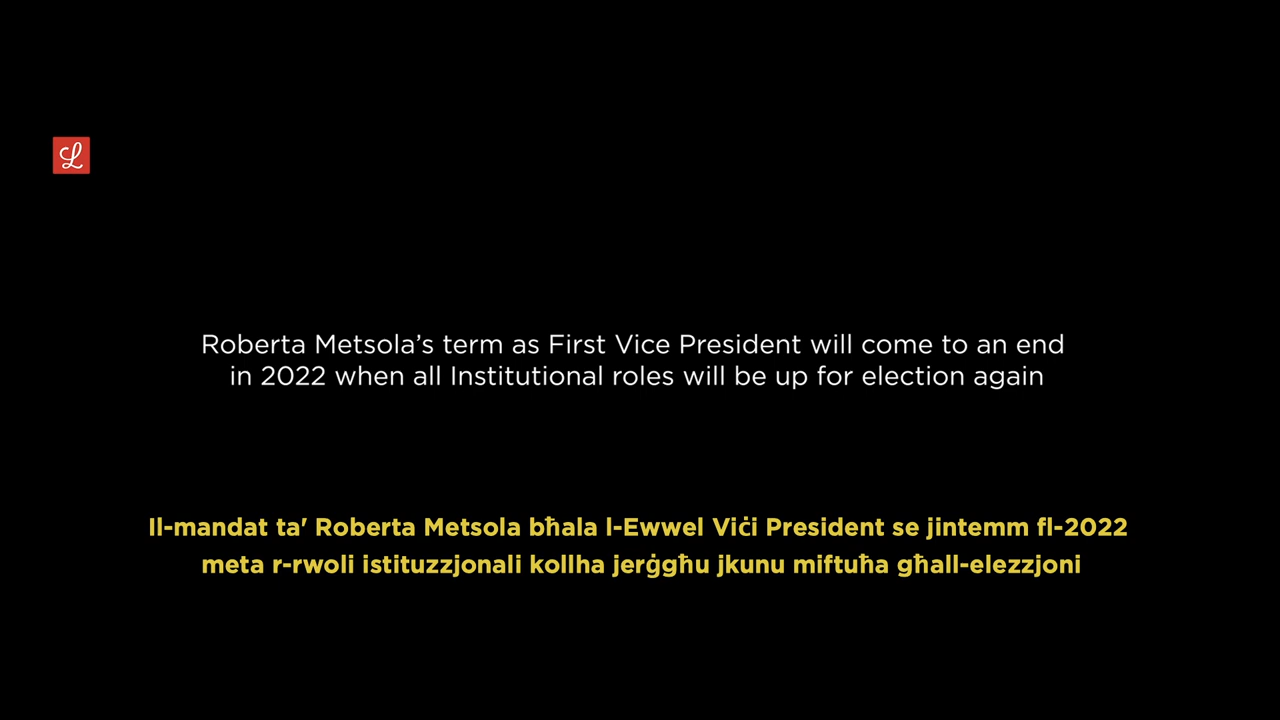 L
Roberta Metsola’s term as First Vice President will come to an end
in 2022 when all Institutional roles will be up for election again
Il-mandat ta' Roberta Metsola bħala l-Ewwel Viċi President se jintemm fl-2022
meta r-rwoli istituzzjonali kollha jerġgħu jkunu miftuħa għall-elezzjoni